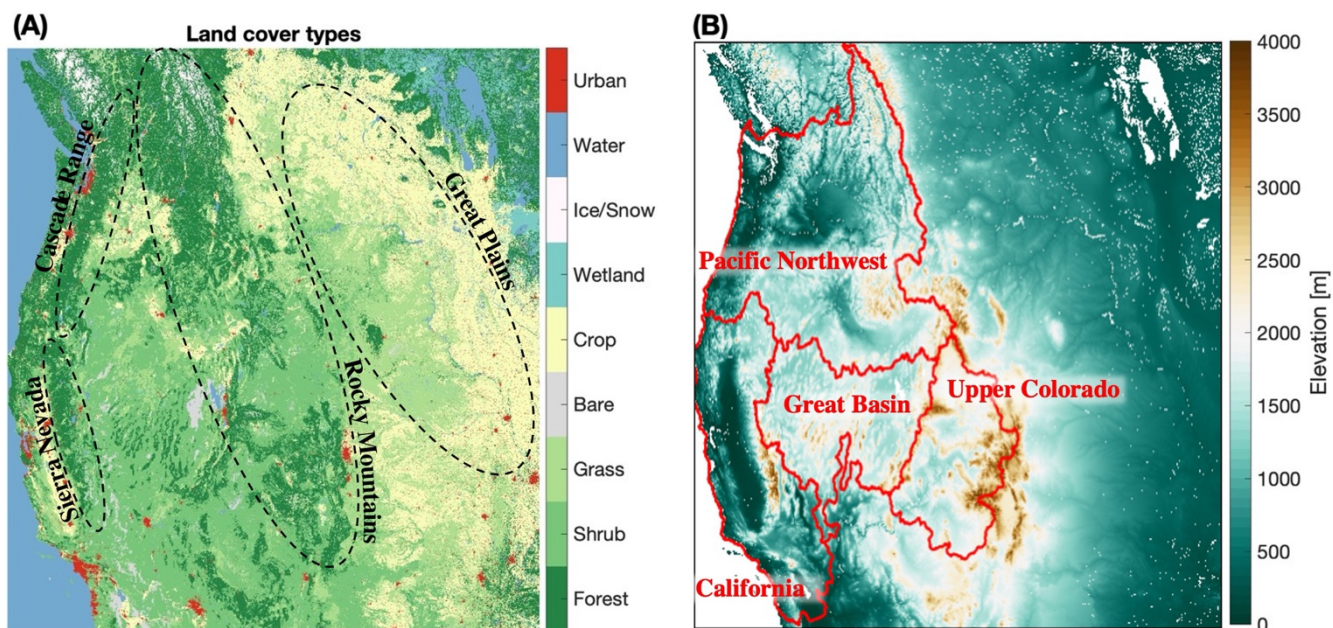 (A)
Land cover types
Cascade Range
Sierra Nevada
Rocky Mountains
Great Plains
Urban
Water
Ice/Snow
Wetland
Crop
Bare
Grass
Shrub
Forest
(B)
Pacific Northwest
Great Basin
Upper Colorado
California
4000
3500
3000
2500
2000
1500
1000
500
0
Elevation [m]